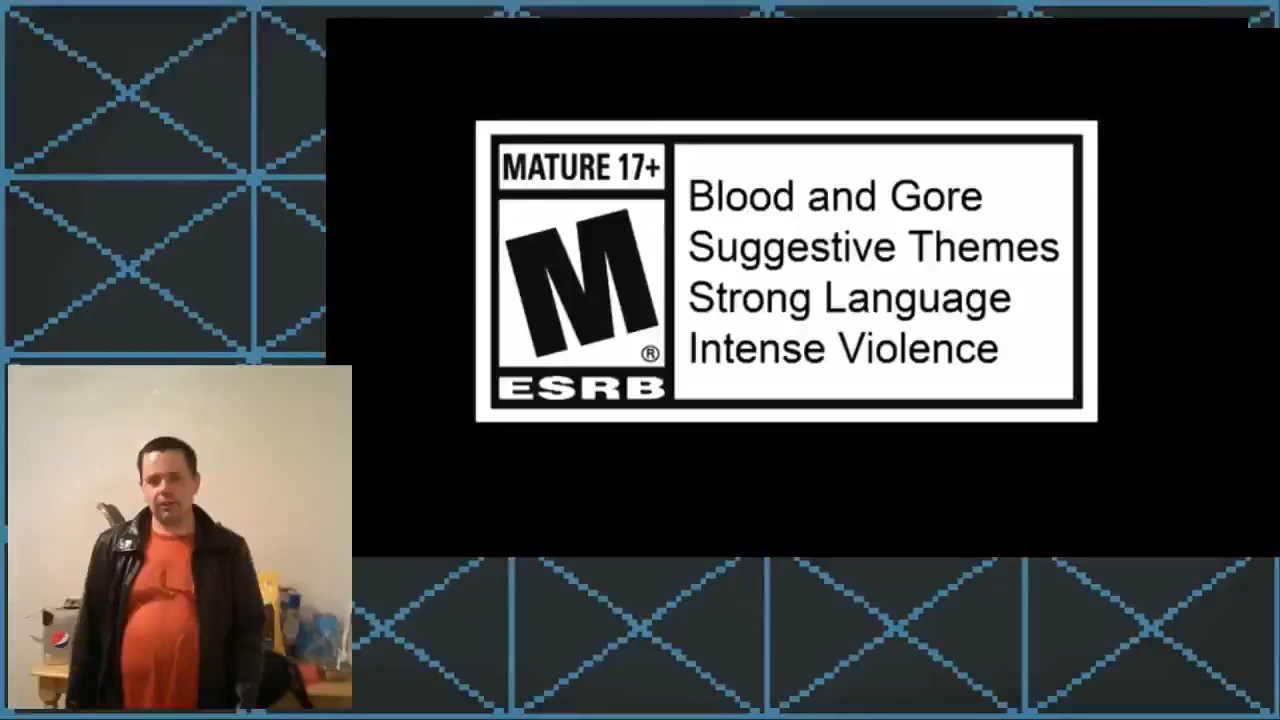 MATURE 17+
M
®
ESRB
Blood and Gore
Suggestive Themes
Strong Language
Intense Violence